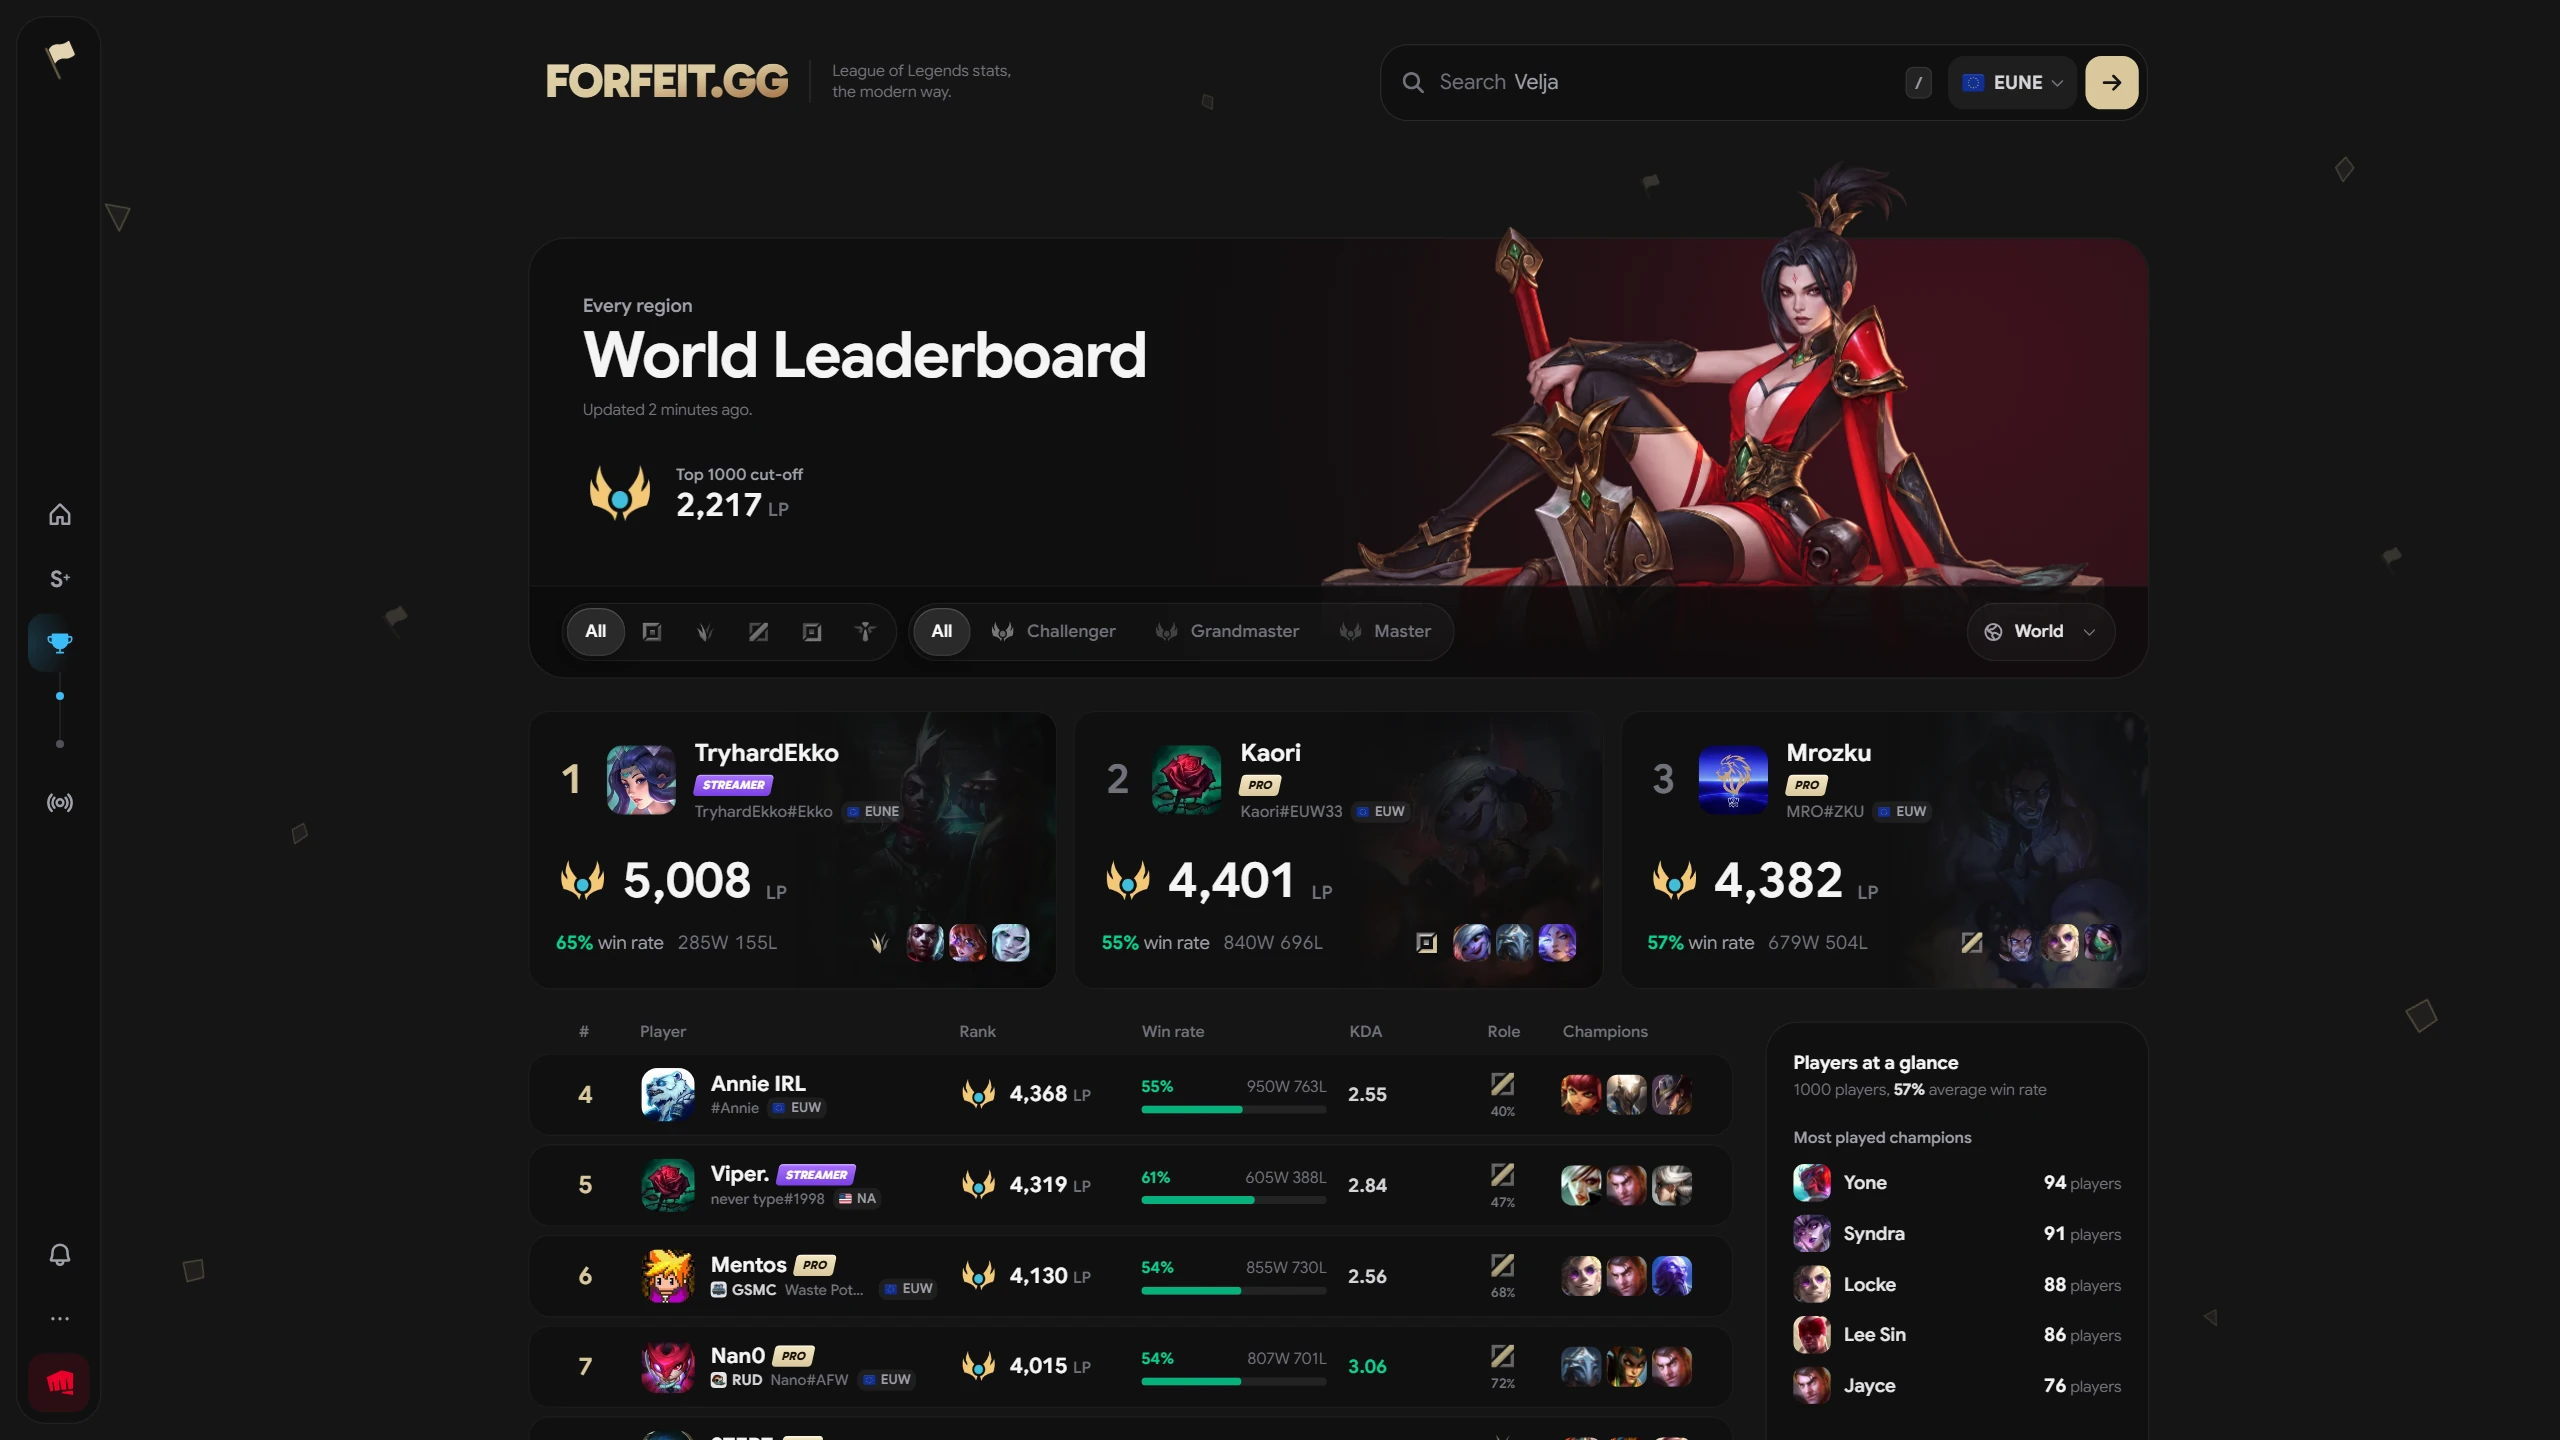 FORFEIT.GG
League of Legends stats,
the modern way.
Search Velja
/
EUNE
S+
Every region
World Leaderboard
Updated 2 minutes ago.
Top 1000 cut-off
2,217 LP
All
All
Challenger
Grandmaster
Master
World
1
TryhardEkko
STREAMER
TryhardEkko#Ekko EUNE
5,008 LP
65% win rate 285W 155L
2
Kaori
PRO
Kaori#EUW33 EUW
4,401 LP
55% win rate 840W 696L
3
Mrozku
PRO
MRO#ZKU EUW
4,382 LP
57% win rate 679W 504L
# Player Rank Win rate KDA Role Champions
4
Annie IRL
#Annie EUW
4,368 LP
55% 950W 763L
2.55
40%
5
Viper. STREAMER
never type#1998 NA
4,319 LP
61% 605W 388L
2.84
47%
6
Mentos PRO
GSMC Waste Pot... EUW
4,130 LP
54% 855W 730L
2.56
68%
7
Nan0 PRO
RUD Nano#AFW EUW
4,015 LP
54% 807W 701L
3.06
72%
Players at a glance
1000 players, 57% average win rate
Most played champions
Yone 94 players
Syndra 91 players
Locke 88 players
Lee Sin 86 players
Jayce 76 players